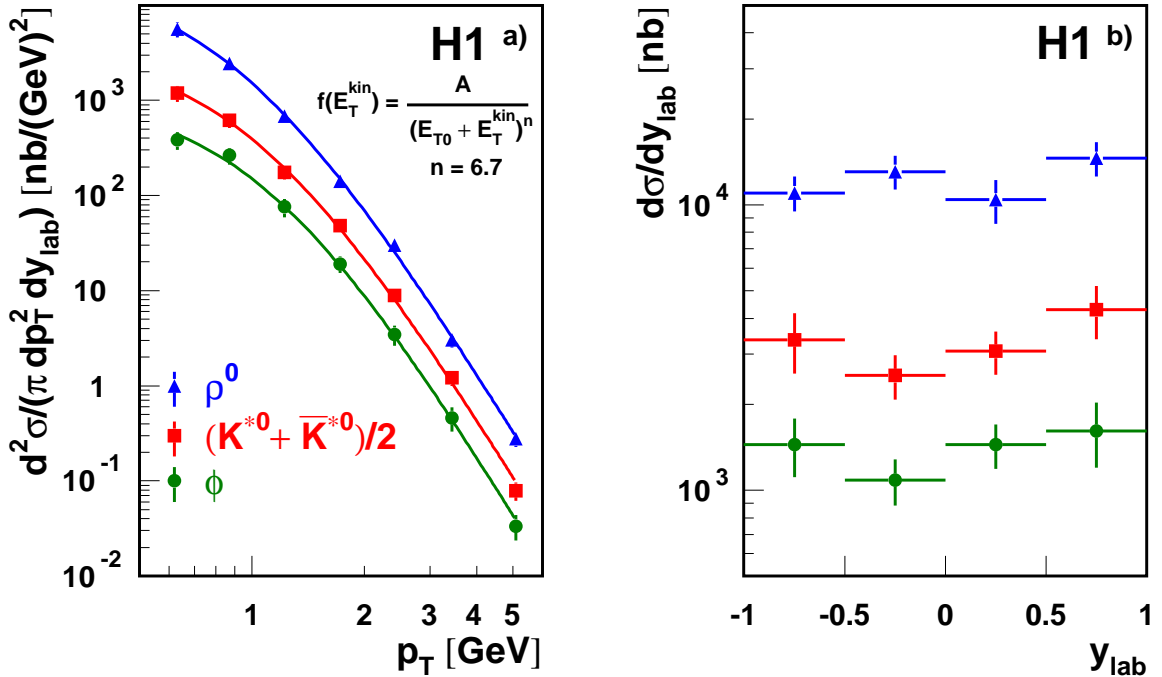 H1 a)
f(E_T^kin) = A / (E_T0 + E_T^kin)^n
n = 6.7
d²σ/(π dp_T² dy_lab) [nb/(GeV)²]
10³
10²
10
1
10⁻¹
10⁻²
ρ⁰
(K*⁰ + K̅*⁰)/2
ϕ
1 2 3 4 5
p_T [GeV]
H1 b)
dσ/dy_lab [nb]
10⁴
10³
-1 -0.5 0 0.5 1
y_lab